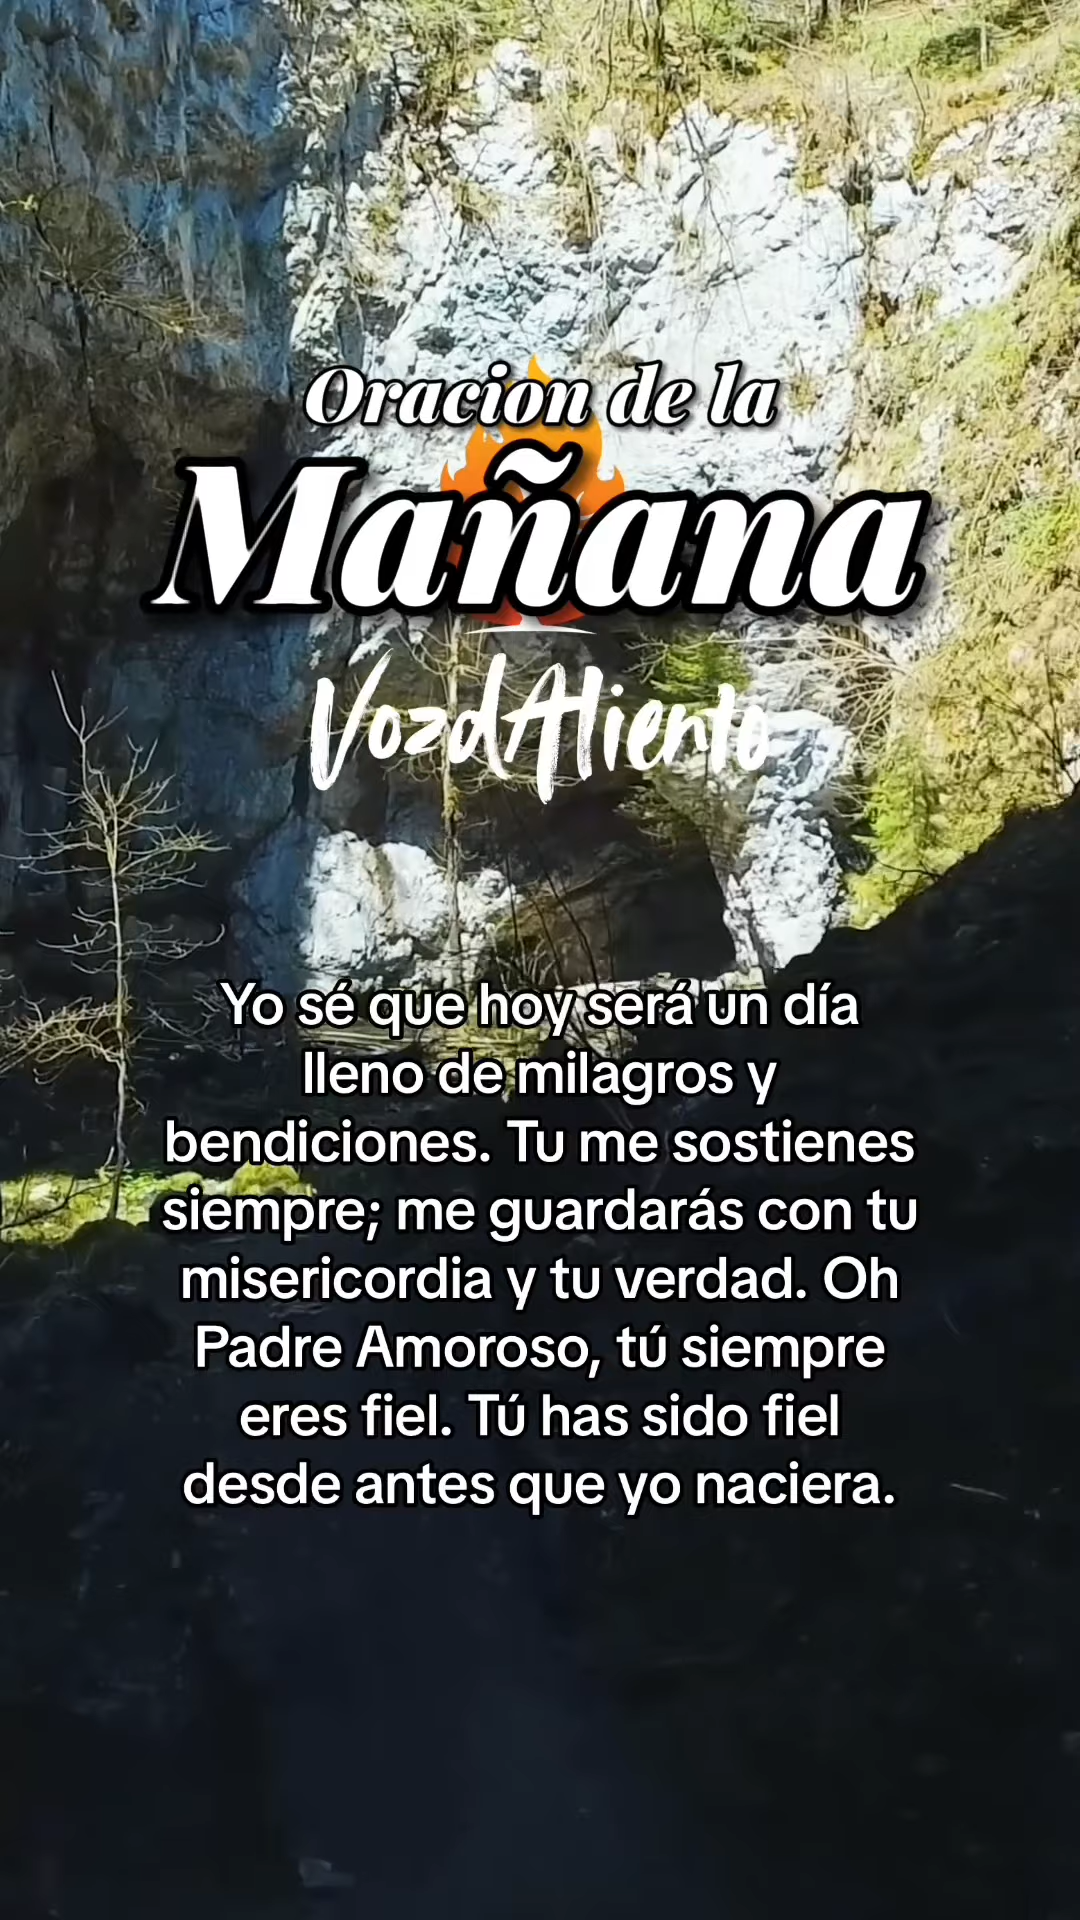 Oracion de la
Mañana
VozdAliento
Yo sé que hoy será un día
lleno de milagros y
bendiciones. Tu me sostienes
siempre; me guardarás con tu
misericordia y tu verdad. Oh
Padre Amoroso, tú siempre
eres fiel. Tú has sido fiel
desde antes que yo naciera.